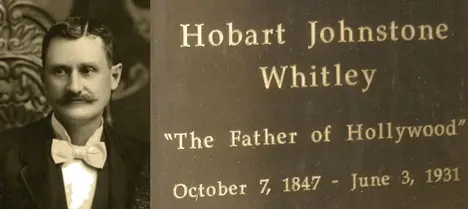 Hobart Johnstone
Whitley
"The Father of Hollywood"
October 7, 1847 - June 3, 1931